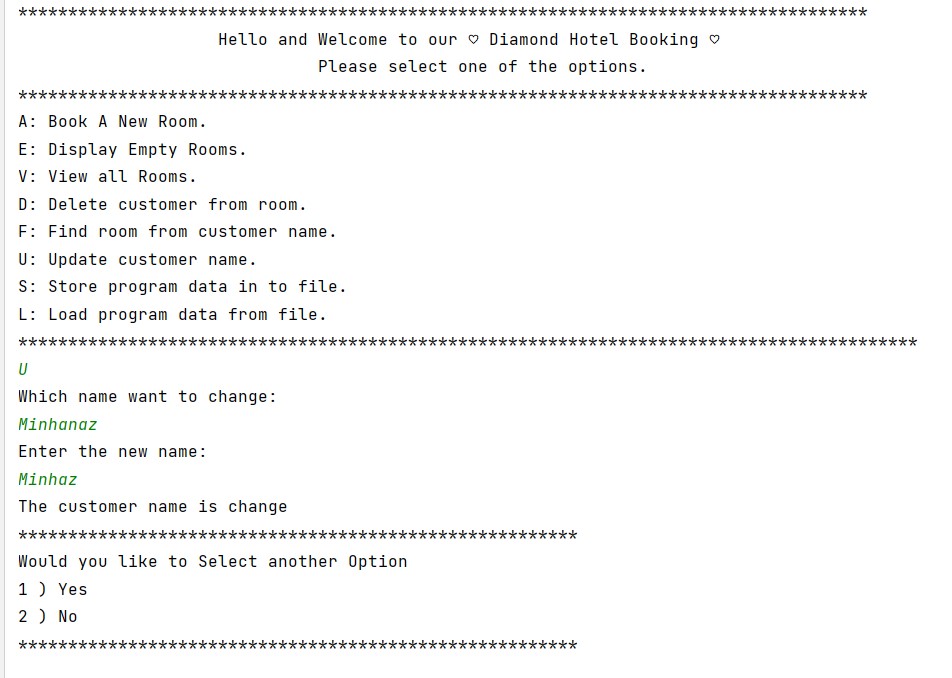 *************************************************************************************
Hello and Welcome to our ♡ Diamond Hotel Booking ♡
Please select one of the options.
*************************************************************************************
A: Book A New Room.
E: Display Empty Rooms.
V: View all Rooms.
D: Delete customer from room.
F: Find room from customer name.
U: Update customer name.
S: Store program data in to file.
L: Load program data from file.
******************************************************************************************
U
Which name want to change:
Minhanaz
Enter the new name:
Minhaz
The customer name is change
********************************************************
Would you like to Select another Option
1 ) Yes
2 ) No
********************************************************